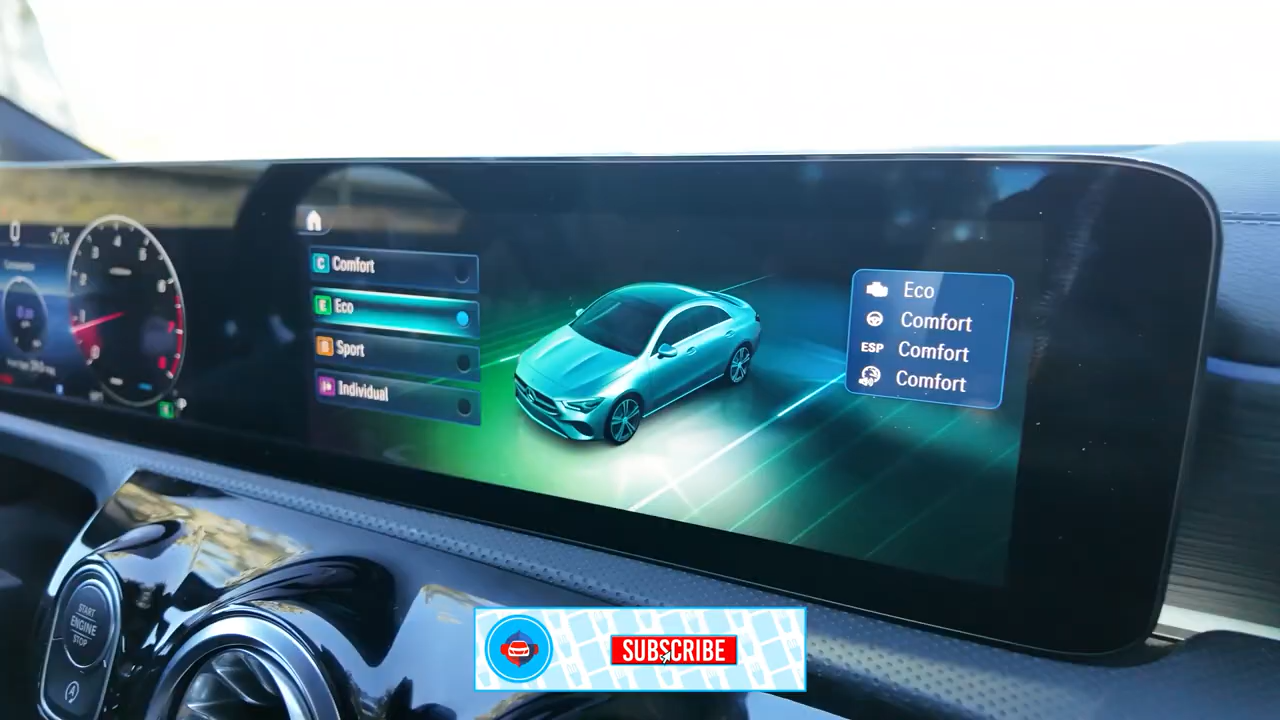 Comfort
Eco
Sport
Individual
Eco
Comfort
ESP Comfort
Comfort
START
ENGINE
STOP
SUBSCRIBE